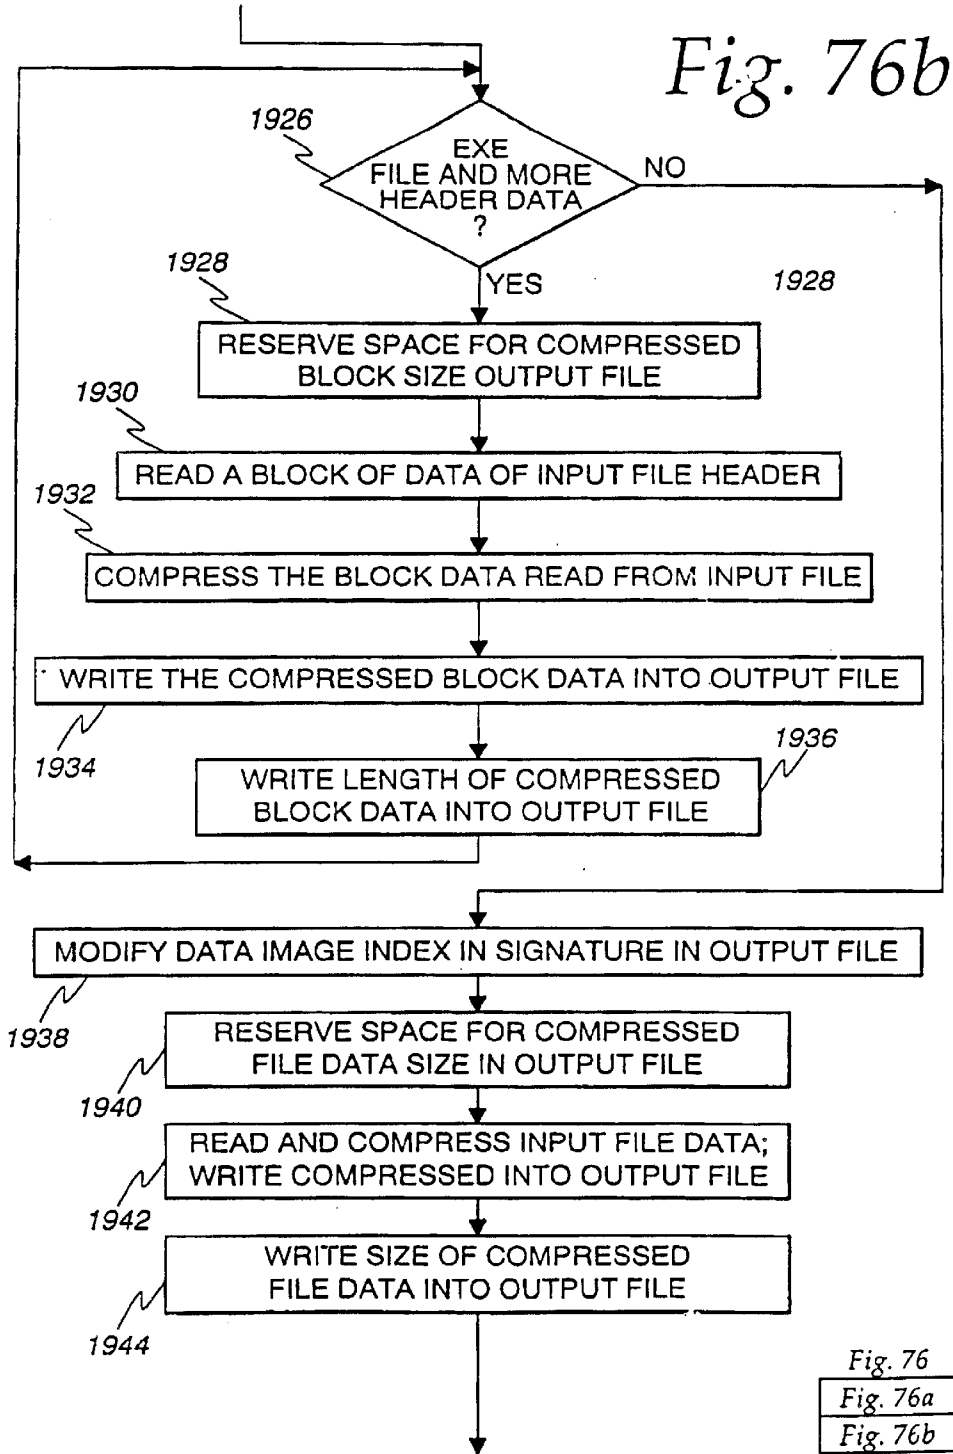 Fig. 76b
1926
EXE
FILE AND MORE
HEADER DATA
?
NO
YES
1928
1928
RESERVE SPACE FOR COMPRESSED
BLOCK SIZE OUTPUT FILE
1930
READ A BLOCK OF DATA OF INPUT FILE HEADER
1932
COMPRESS THE BLOCK DATA READ FROM INPUT FILE
WRITE THE COMPRESSED BLOCK DATA INTO OUTPUT FILE
1934
1936
WRITE LENGTH OF COMPRESSED
BLOCK DATA INTO OUTPUT FILE
MODIFY DATA IMAGE INDEX IN SIGNATURE IN OUTPUT FILE
1938
RESERVE SPACE FOR COMPRESSED
FILE DATA SIZE IN OUTPUT FILE
1940
READ AND COMPRESS INPUT FILE DATA;
WRITE COMPRESSED INTO OUTPUT FILE
1942
WRITE SIZE OF COMPRESSED
FILE DATA INTO OUTPUT FILE
1944
Fig. 76
Fig. 76a
Fig. 76b